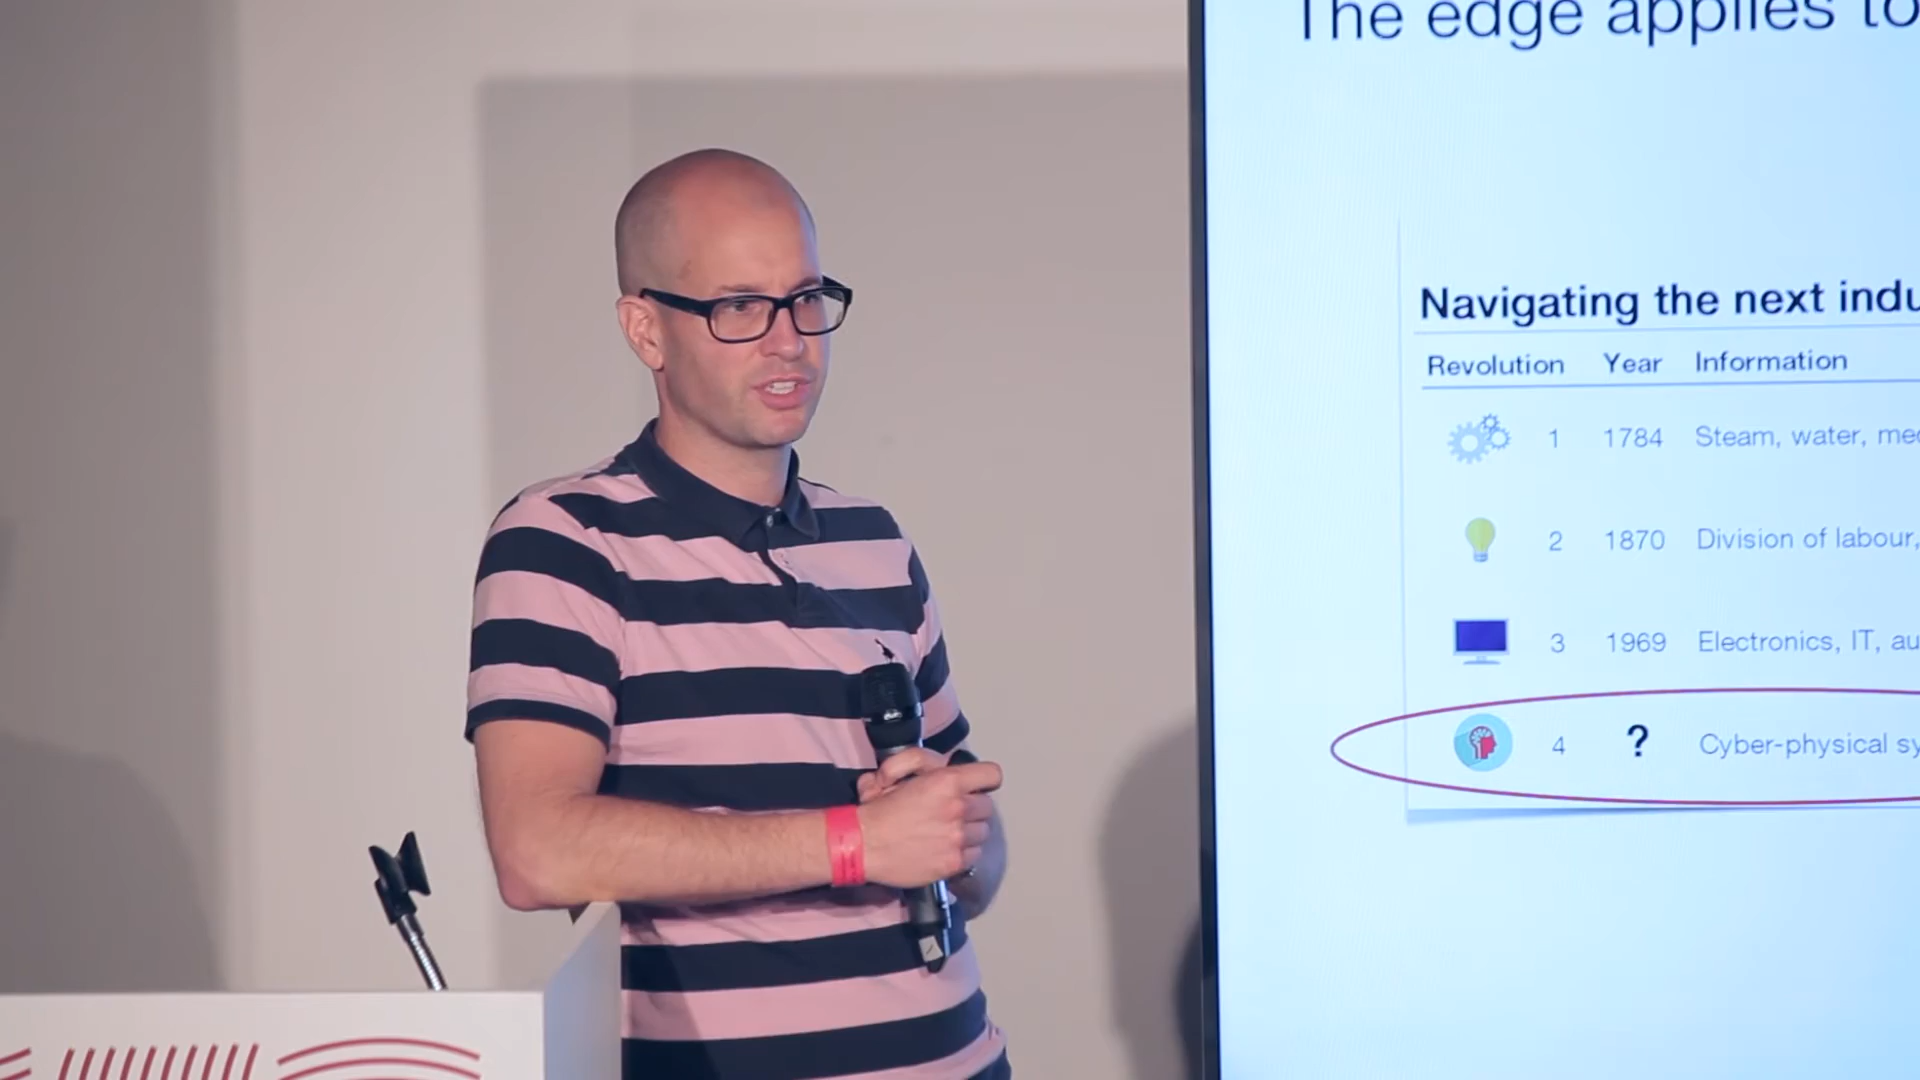 The edge applies to
Navigating the next indu
Revolution Year Information
1 1784 Steam, water, mec
2 1870 Division of labour,
3 1969 Electronics, IT, au
4 ? Cyber-physical sy